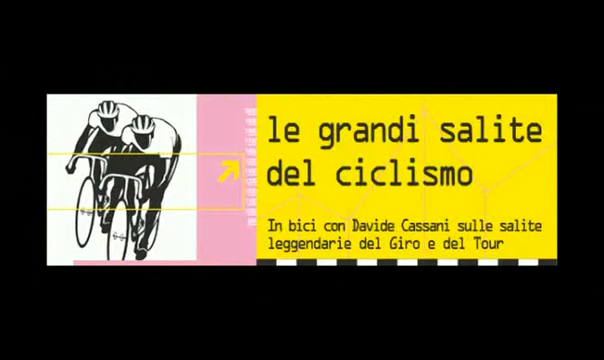 le grandi salite
del ciclismo
In bici con Davide Cassani sulle salite
leggendarie del Giro e del Tour